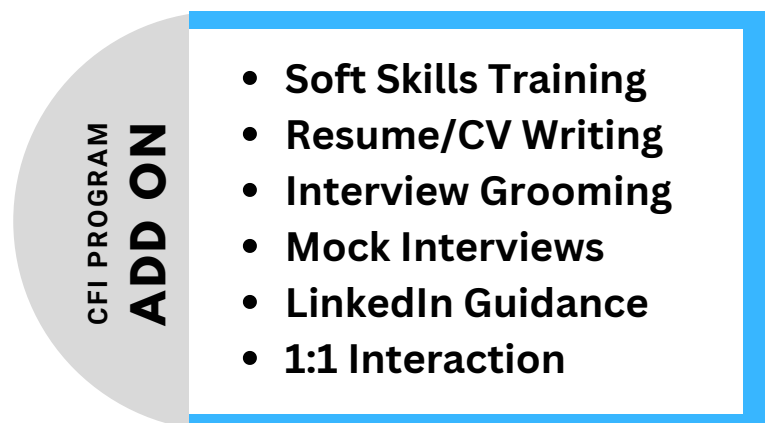 CFI PROGRAM
ADD ON
• Soft Skills Training
• Resume/CV Writing
• Interview Grooming
• Mock Interviews
• LinkedIn Guidance
• 1:1 Interaction